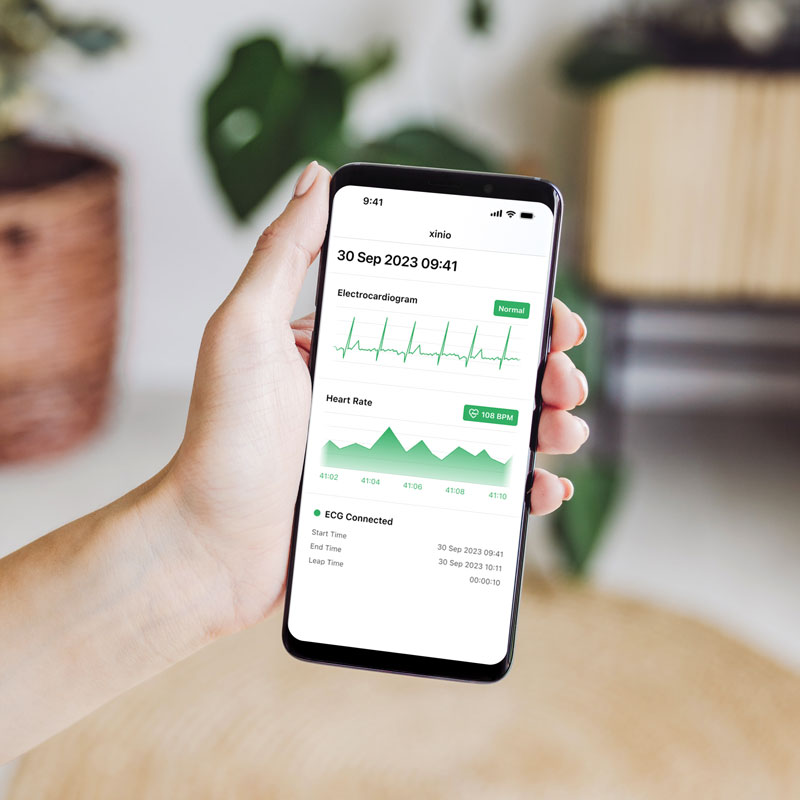 9:41
xinio
30 Sep 2023 09:41
Electrocardiogram
Normal
Heart Rate
108 BPM
41:02 41:04 41:06 41:08 41:10
ECG Connected
Start Time 30 Sep 2023 09:41
End Time 30 Sep 2023 10:11
Leap Time 00:00:10